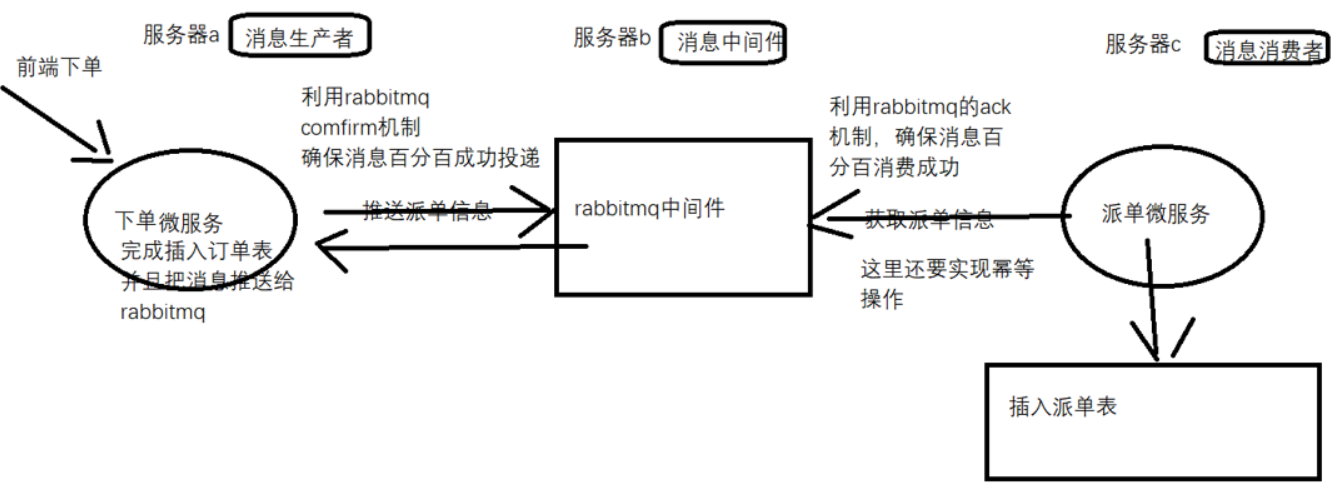 服务器a
消息生产者
服务器b
消息中间件
服务器c
消息消费者
前端下单
利用rabbitmq
comfirm机制
确保消息百分百成功投递
利用rabbitmq的ack
机制，确保消息百
分百消费成功
下单微服务
完成插入订单表
并且把消息推送给
rabbitmq
推送派单信息
rabbitmq中间件
获取派单信息
派单微服务
这里还要实现幂等
操作
插入派单表